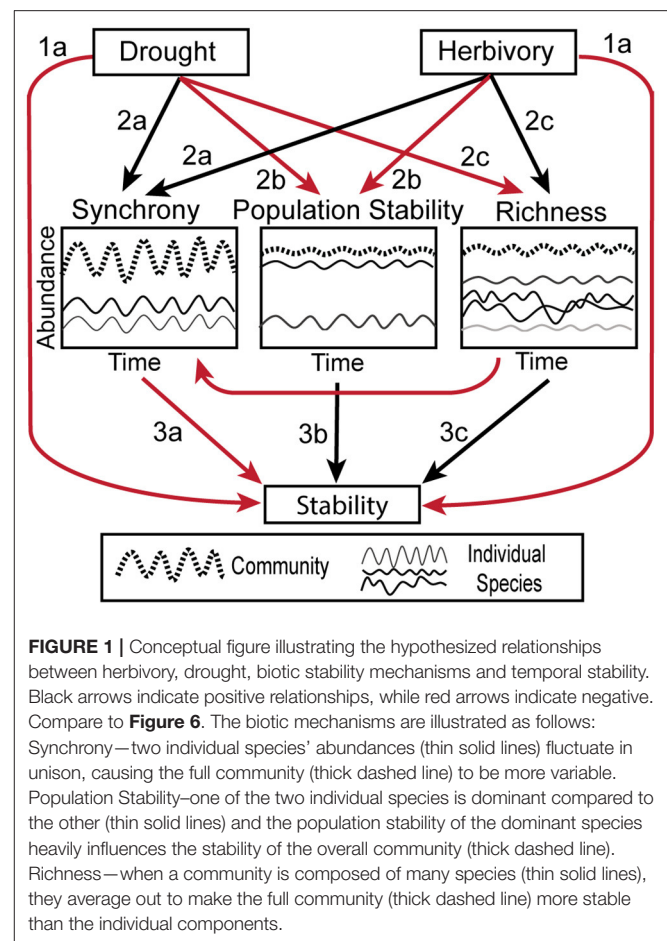 1a
Drought
Herbivory
1a
2a
2a
2b
2b
2c
2c
Synchrony
Population Stability
Richness
Abundance
Time
Time
Time
3a
3b
3c
Stability
Community
Individual
Species
FIGURE 1 | Conceptual figure illustrating the hypothesized relationships
between herbivory, drought, biotic stability mechanisms and temporal stability.
Black arrows indicate positive relationships, while red arrows indicate negative.
Compare to Figure 6. The biotic mechanisms are illustrated as follows:
Synchrony—two individual species’ abundances (thin solid lines) fluctuate in
unison, causing the full community (thick dashed line) to be more variable.
Population Stability–one of the two individual species is dominant compared to
the other (thin solid lines) and the population stability of the dominant species
heavily influences the stability of the overall community (thick dashed line).
Richness—when a community is composed of many species (thin solid lines),
they average out to make the full community (thick dashed line) more stable
than the individual components.